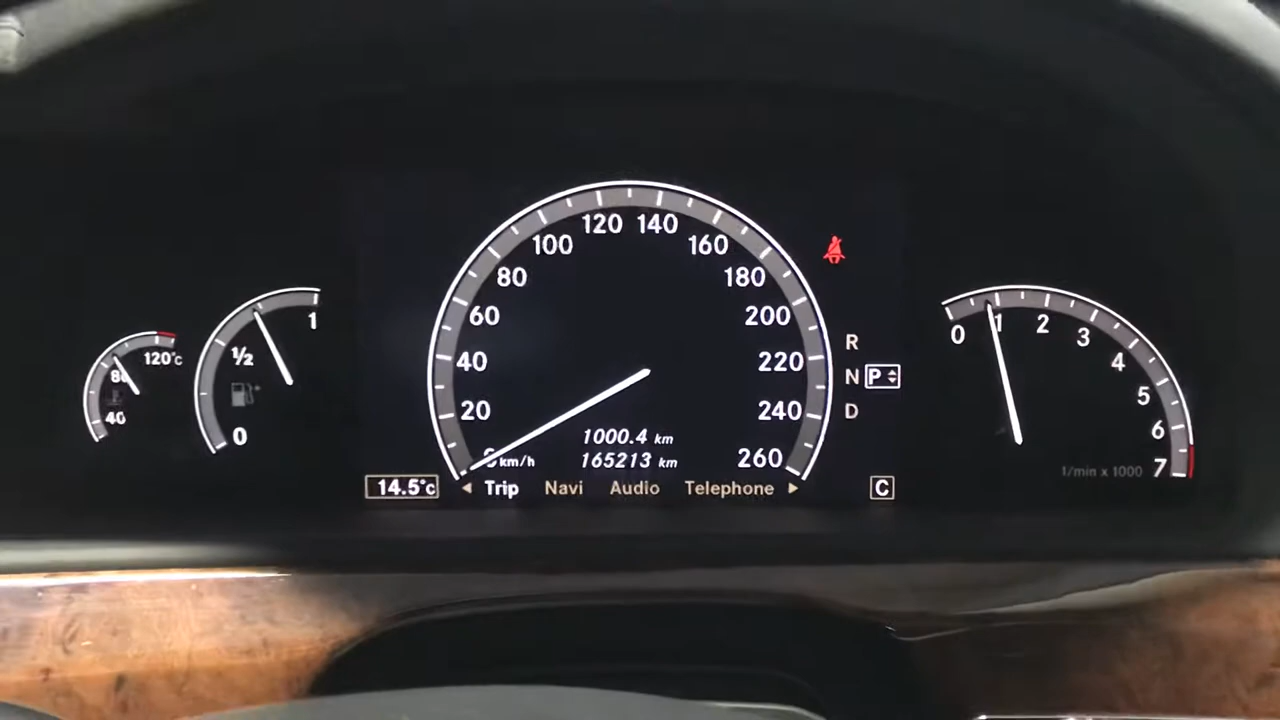 120°C
80
40
1
½
0
120 140
100 160
80 180
60 200
40 220
20 240
260
km/h
1000.4 km
165213 km
14.5°C
Trip Navi Audio Telephone
R
N P
D
C
0 1 2 3 4 5 6 7
1/min x 1000